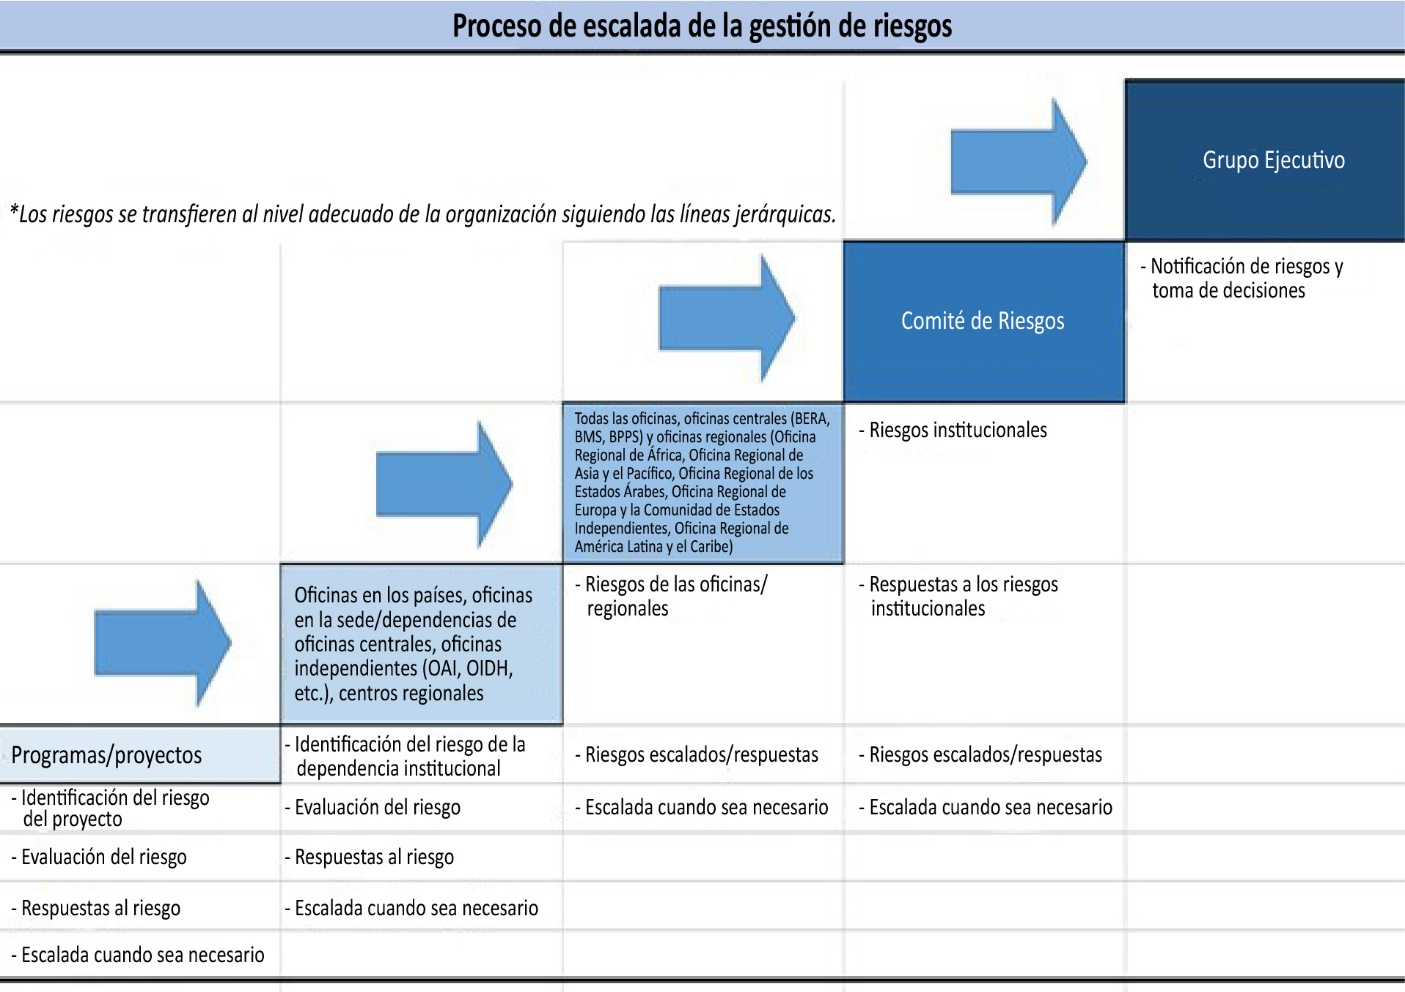 Proceso de escalada de la gestión de riesgos
Grupo Ejecutivo
*Los riesgos se transfieren al nivel adecuado de la organización siguiendo las líneas jerárquicas.
- Notificación de riesgos y
toma de decisiones
Comité de Riesgos
- Riesgos institucionales
- Respuestas a los riesgos
institucionales
- Riesgos escalados/respuestas
- Escalada cuando sea necesario
Todas las oficinas, oficinas centrales (BERA,
BMS, BPPS) y oficinas regionales (Oficina
Regional de África, Oficina Regional de
Asia y el Pacífico, Oficina Regional de los
Estados Árabes, Oficina Regional de
Europa y la Comunidad de Estados
Independientes, Oficina Regional de
América Latina y el Caribe)
- Riesgos de las oficinas/
regionales
- Riesgos escalados/respuestas
- Escalada cuando sea necesario
Oficinas en los países, oficinas
en la sede/dependencias de
oficinas centrales, oficinas
independientes (OAI, OIDH,
etc.), centros regionales
- Identificación del riesgo de la
dependencia institucional
- Evaluación del riesgo
- Respuestas al riesgo
- Escalada cuando sea necesario
Programas/proyectos
- Identificación del riesgo
del proyecto
- Evaluación del riesgo
- Respuestas al riesgo
- Escalada cuando sea necesario